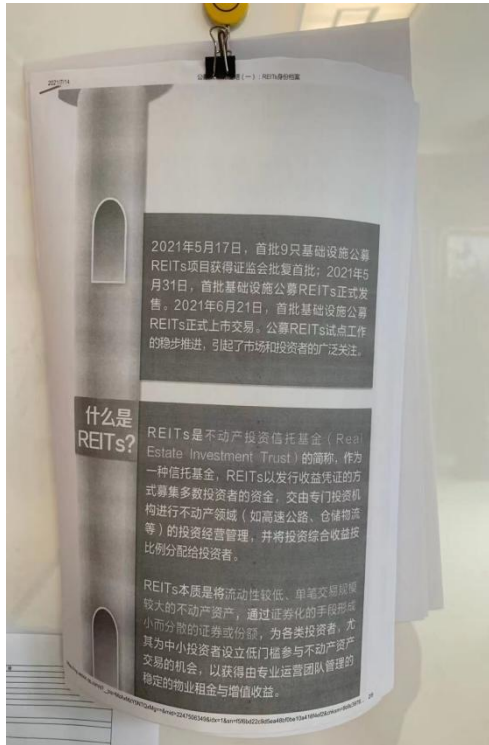 2021/7/14
（一）：REITs身份档案
2021年5月17日，首批9只基础设施公募
REITs项目获得证监会批复首批；2021年5
月31日，首批基础设施公募REITs正式发
售。2021年6月21日，首批基础设施公募
REITs正式上市交易。公募REITs试点工作
的稳步推进，引起了市场和投资者的广泛关注。
什么是
REITs?
REITs是不动产投资信托基金（Real
Estate Investment Trust）的简称，作为
一种信托基金，REITs以发行收益凭证的方
式募集多数投资者的资金，交由专门投资机
构进行不动产领域（如高速公路、仓储物流
等）的投资经营管理，并将投资综合收益按
比例分配给投资者。
REITs本质是将流动性较低、单笔交易规模
较大的不动产资产，通过证券化的手段形成
小而分散的证券或份额，为各类投资者，尤
其为中小投资者设立低门槛参与不动产资产
交易的机会，以获得由专业运营团队管理的
稳定的物业租金与增值收益。